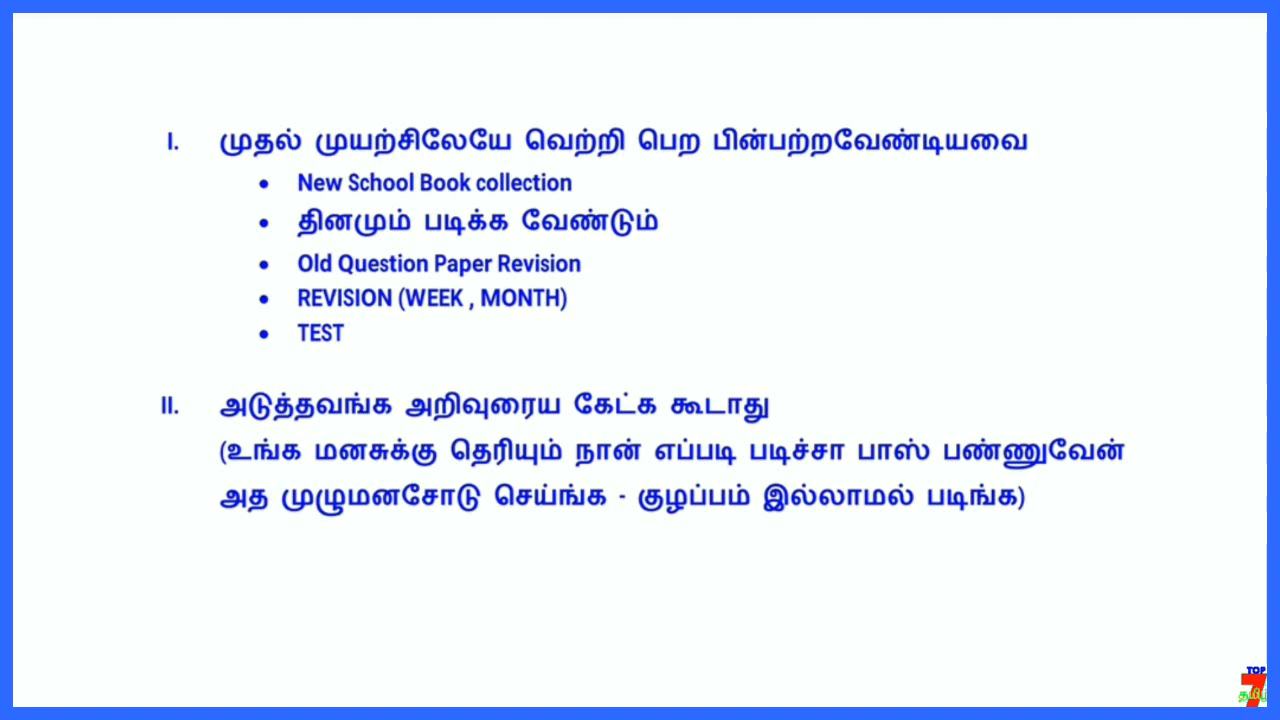 I. முதல் முயற்சிலேயே வெற்றி பெற பின்பற்றவேண்டியவை
• New School Book collection
• தினமும் படிக்க வேண்டும்
• Old Question Paper Revision
• REVISION (WEEK , MONTH)
• TEST
II. அடுத்தவங்க அறிவுரைய கேட்க கூடாது
(உங்க மனசுக்கு தெரியும் நான் எப்படி படிச்சா பாஸ் பண்ணுவேன்
அத முழுமனசோடு செய்ங்க - குழப்பம் இல்லாமல் படிங்க)
TOP
7
தமிழ்